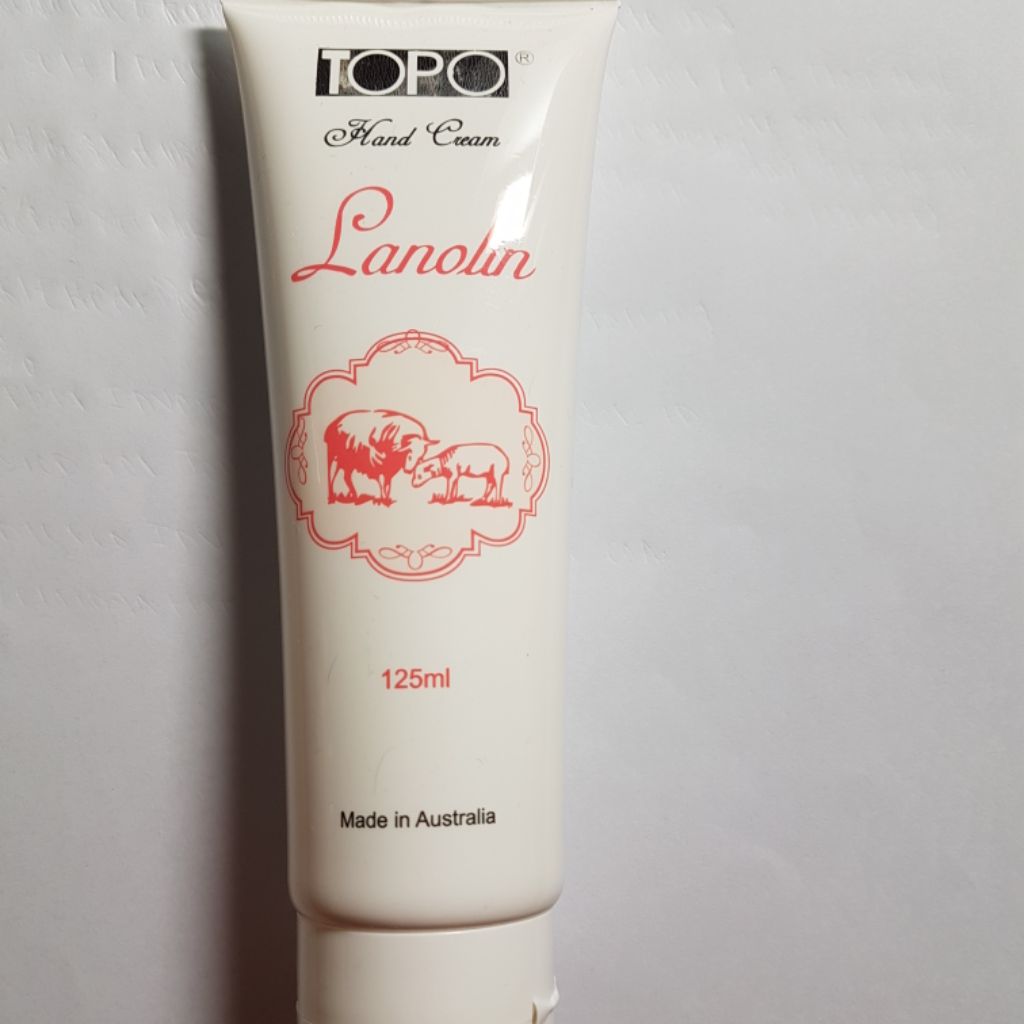 TOPO®
Hand Cream
Lanolin
125ml
Made in Australia